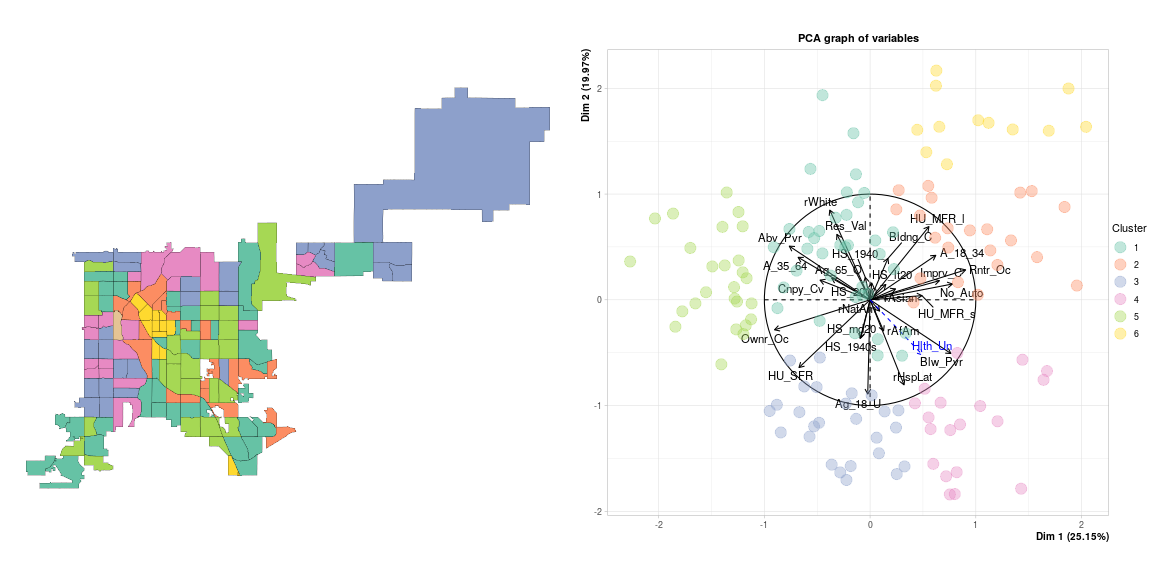 PCA graph of variables
Dim 2 (19.97%)
2
1
0
-1
-2
rWhite
Res_Val
HU_MFR_l
Abv_Pvr
Bldng_C
HS_1940
A_18_34
A_35_64
Ag_65_O
HS_lt20
Imprv_C
Rntr_Oc
Cnpy_Cv
No_Auto
rAsian
rNatAm
HU_MFR_s
HS_mg20
rAfAm
Ownr_Oc
HS_1940s
Hlth_Un
Blw_Pvr
HU_SFR
rHspLat
Ag_18_U
-2
-1
0
1
2
Dim 1 (25.15%)
Cluster
1
2
3
4
5
6